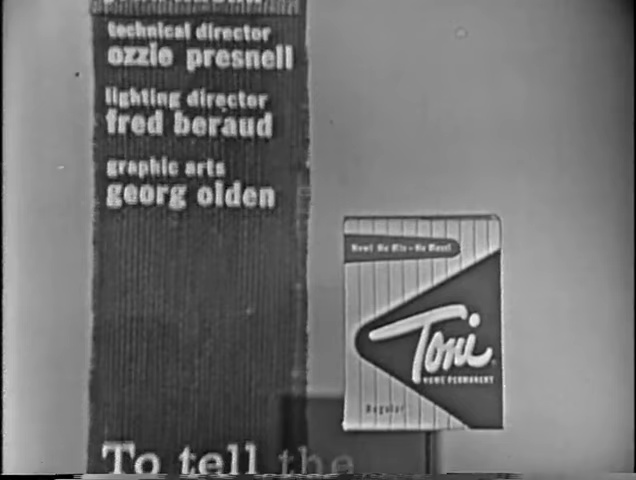 technical director
ozzie presnell
lighting director
fred beraud
graphic arts
georg olden
New! No Mix - No Mess!
Toni
HOME PERMANENT
Regular
To tell the